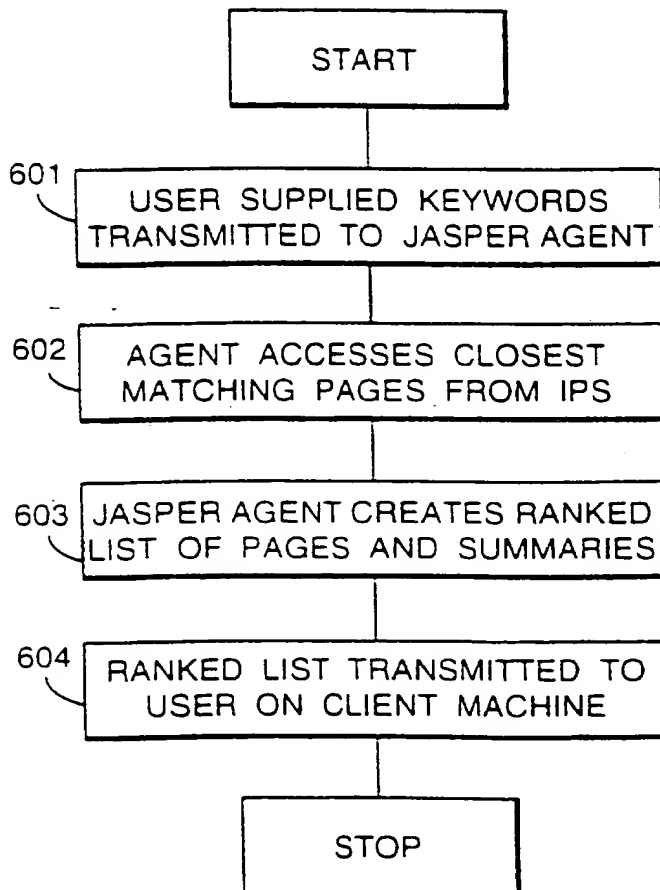 START
601
USER SUPPLIED KEYWORDS
TRANSMITTED TO JASPER AGENT
602
AGENT ACCESSES CLOSEST
MATCHING PAGES FROM IPS
603
JASPER AGENT CREATES RANKED
LIST OF PAGES AND SUMMARIES
604
RANKED LIST TRANSMITTED TO
USER ON CLIENT MACHINE
STOP